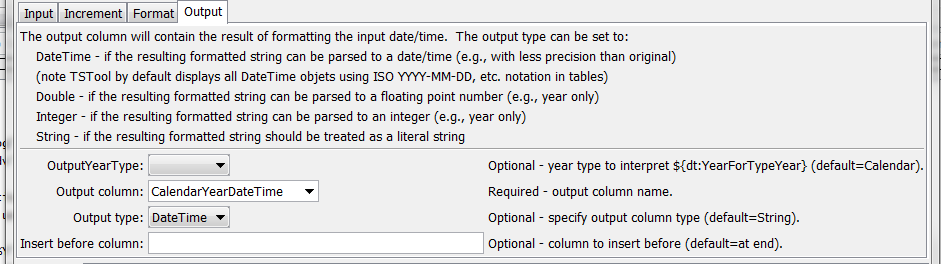 Input Increment Format Output
The output column will contain the result of formatting the input date/time. The output type can be set to:
DateTime - if the resulting formatted string can be parsed to a date/time (e.g., with less precision than original)
(note TSTool by default displays all DateTime objets using ISO YYYY-MM-DD, etc. notation in tables)
Double - if the resulting formatted string can be parsed to a floating point number (e.g., year only)
Integer - if the resulting formatted string can be parsed to an integer (e.g., year only)
String - if the resulting formatted string should be treated as a literal string
OutputYearType: Optional - year type to interpret ${dt:YearForTypeYear} (default=Calendar).
Output column: CalendarYearDateTime Required - output column name.
Output type: DateTime Optional - specify output column type (default=String).
Insert before column: Optional - column to insert before (default=at end).